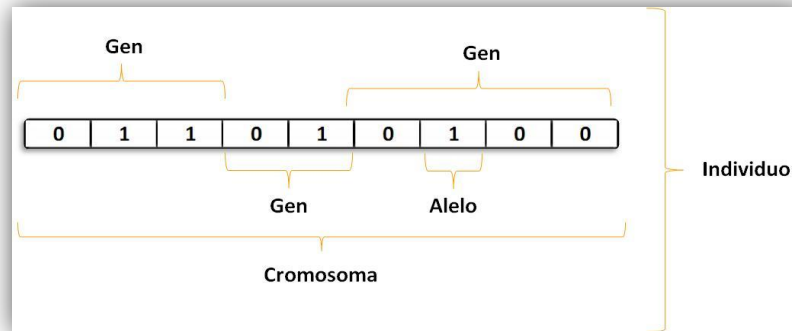 Gen
Gen
0 1 1 0 1 0 1 0 0
Individuo
Gen
Alelo
Cromosoma